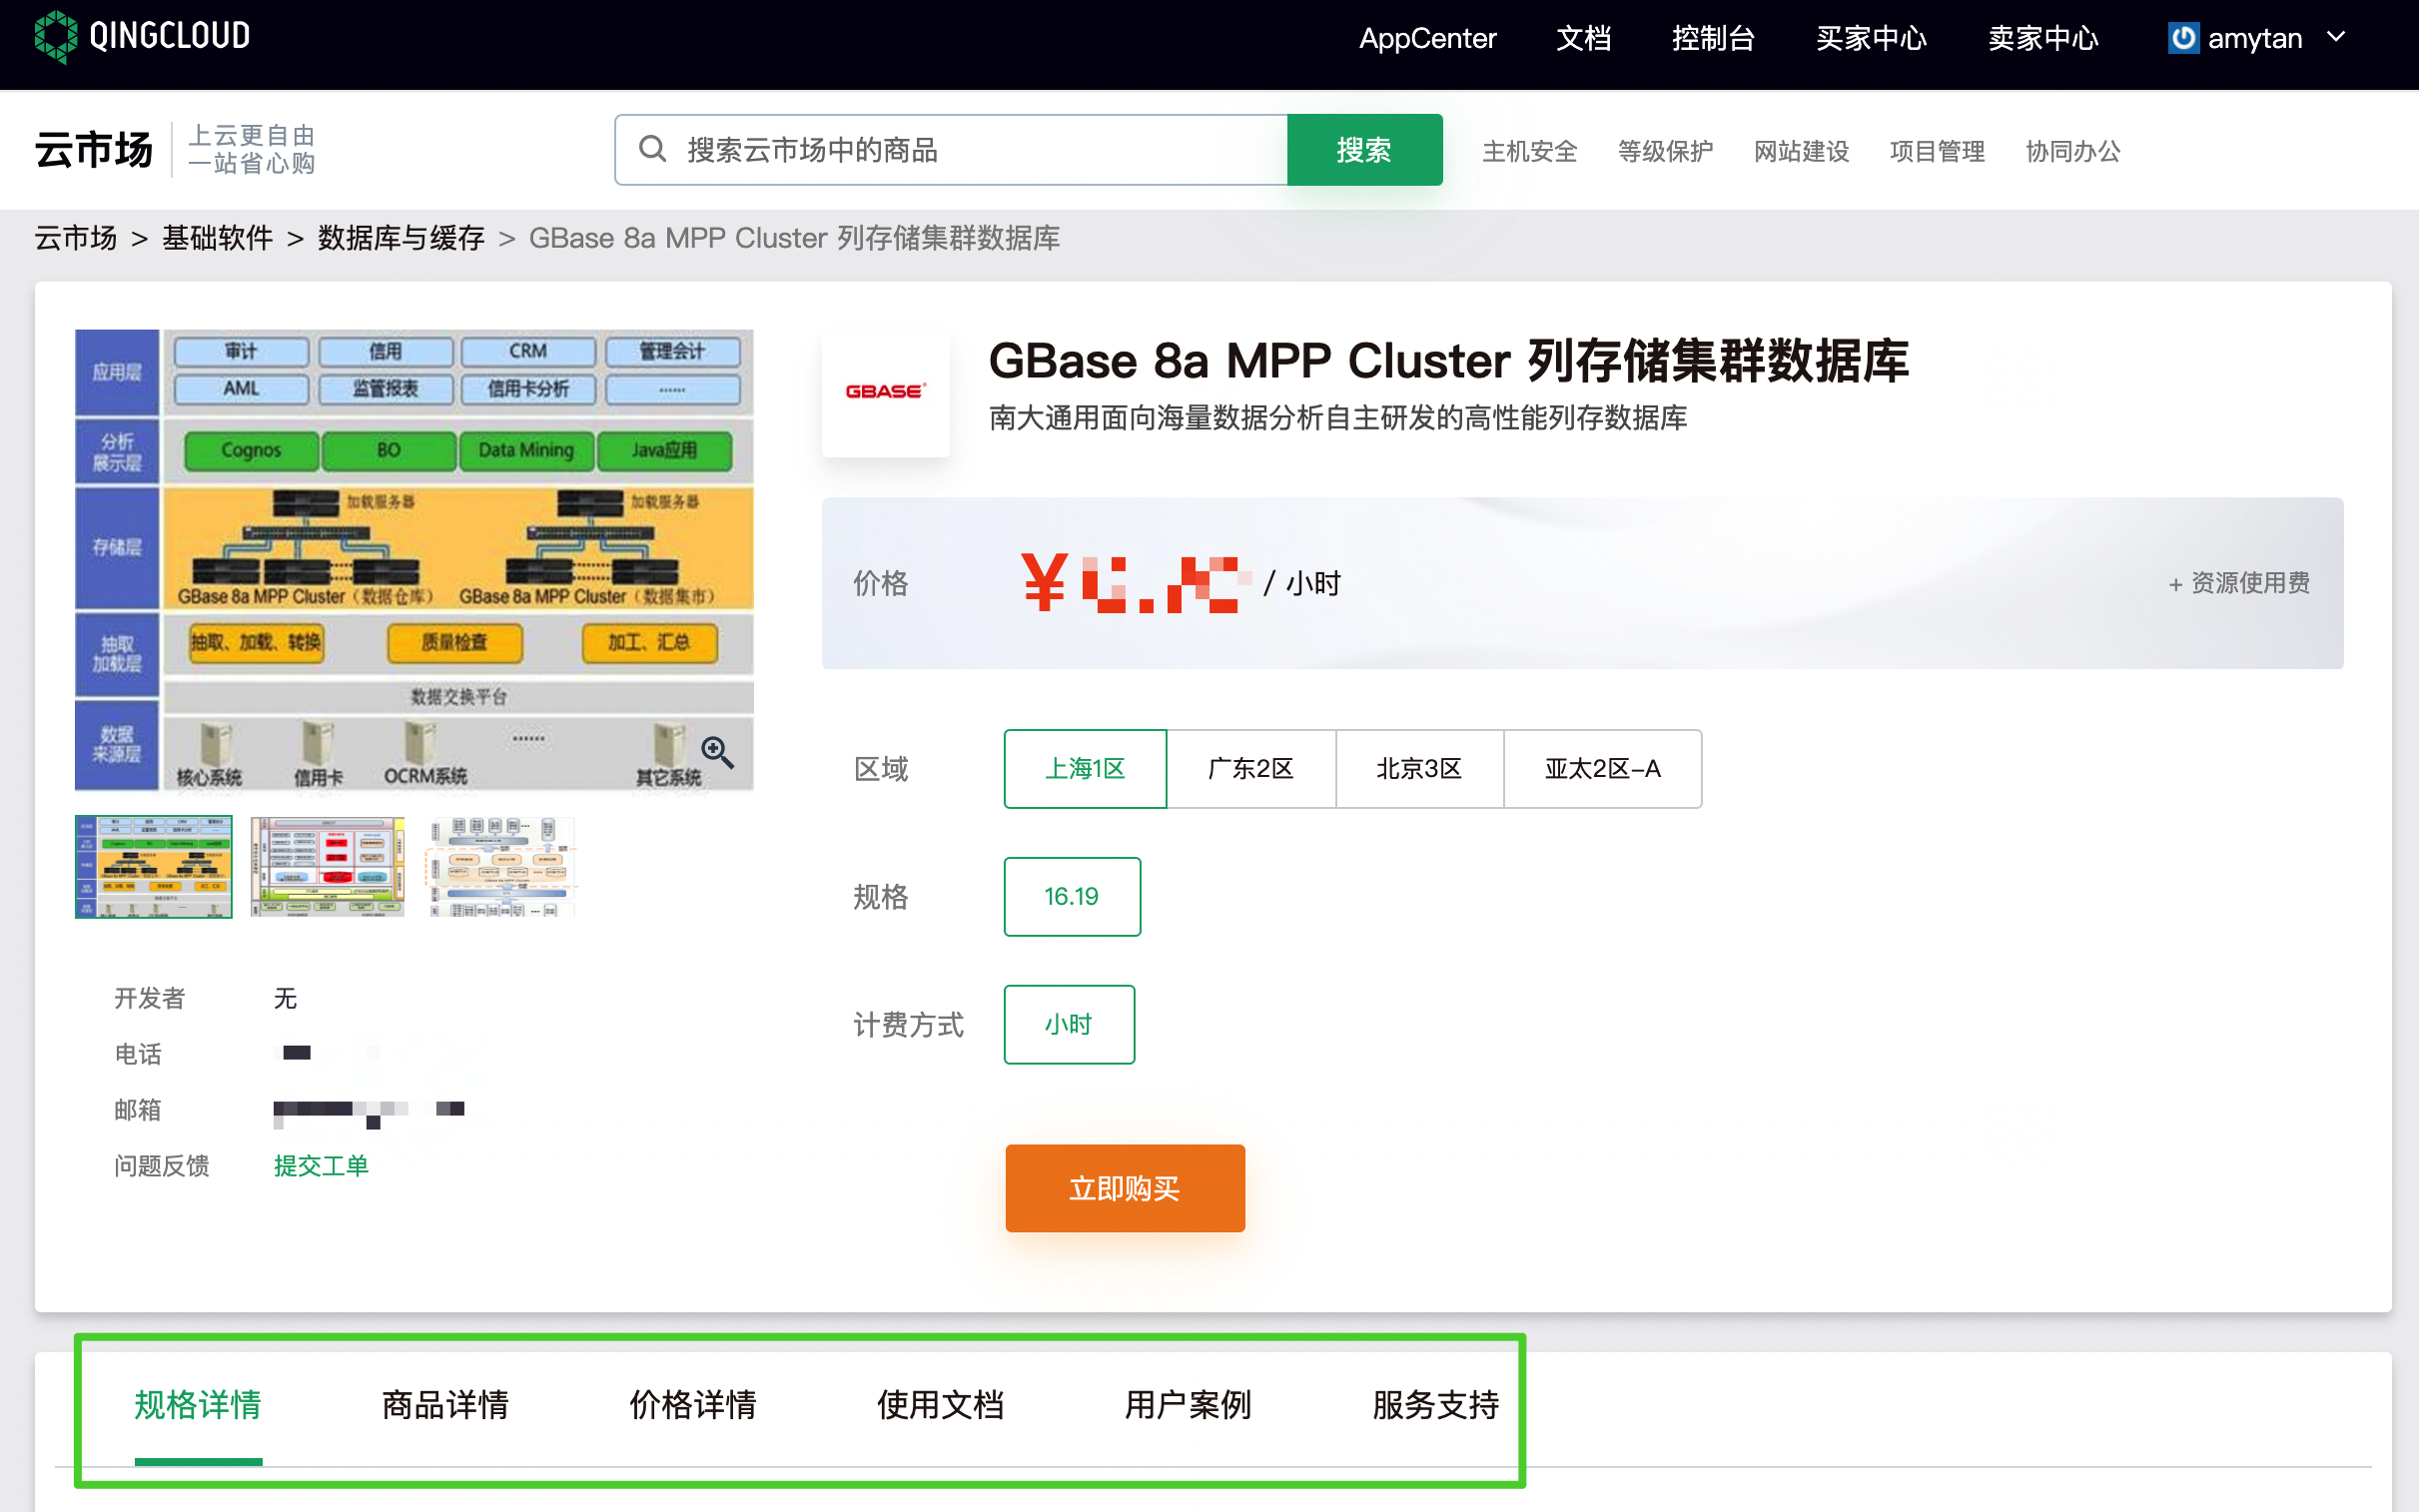 QINGCLOUD
AppCenter 文档 控制台 买家中心 卖家中心 amytan
云市场 上云更自由
一站省心购
搜索云市场中的商品 搜索 主机安全 等级保护 网站建设 项目管理 协同办公
云市场 > 基础软件 > 数据库与缓存 > GBase 8a MPP Cluster 列存储集群数据库
应用层
审计 信用 CRM 管理会计
AML 监管报表 信用卡分析 ······
分析
展示层
Cognos BO Data Mining Java应用
存储层
加载服务器 加载服务器
GBase 8a MPP Cluster（数据仓库） GBase 8a MPP Cluster（数据集市）
抽取
加载层
抽取、加载、转换 质量检查 加工、汇总
数据交换平台
数据
来源层
······
核心系统 信用卡 OCRM系统 其它系统
GBASE®
GBase 8a MPP Cluster 列存储集群数据库
南大通用面向海量数据分析自主研发的高性能列存数据库
价格 ¥ / 小时 + 资源使用费
区域 上海1区 广东2区 北京3区 亚太2区-A
规格 16.19
计费方式 小时
立即购买
开发者 无
电话
邮箱
问题反馈 提交工单
规格详情 商品详情 价格详情 使用文档 用户案例 服务支持